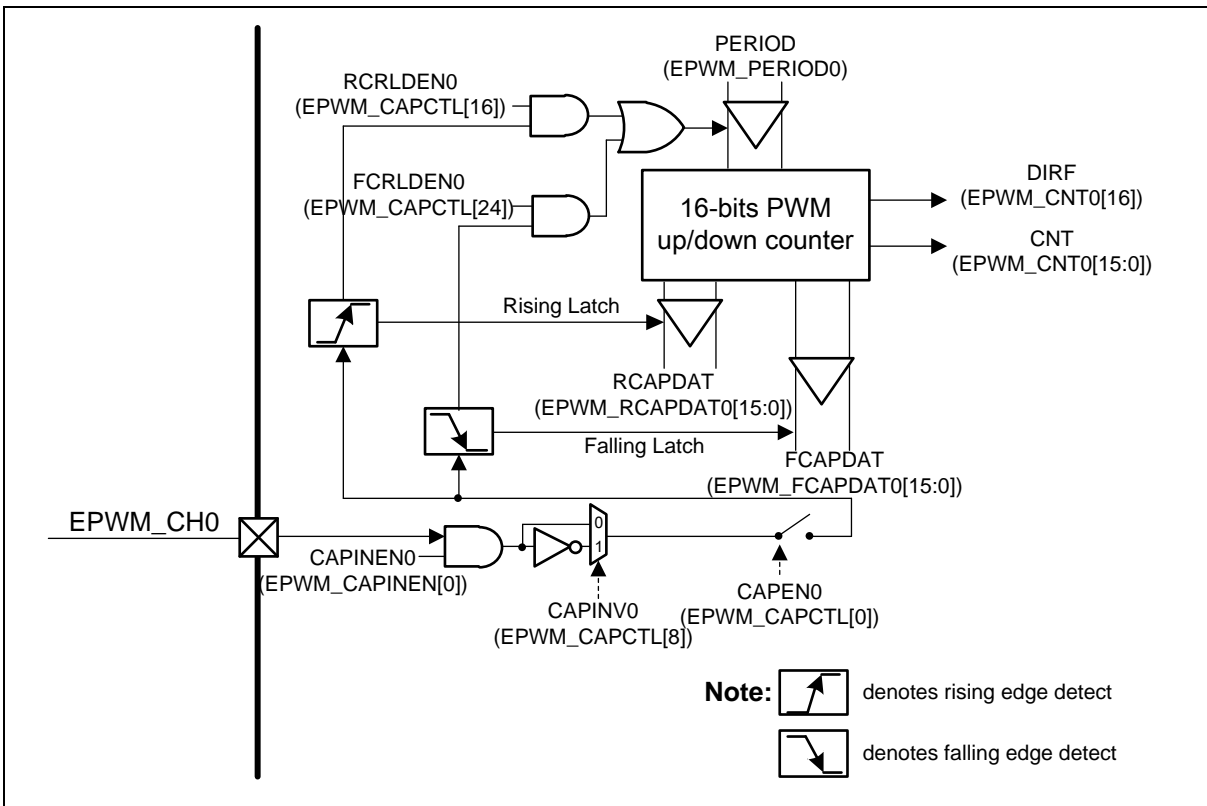 PERIOD
(EPWM_PERIOD0)
RCRLDEN0
(EPWM_CAPCTL[16])
FCRLDEN0
(EPWM_CAPCTL[24])
16-bits PWM
up/down counter
DIRF
(EPWM_CNT0[16])
CNT
(EPWM_CNT0[15:0])
Rising Latch
RCAPDAT
(EPWM_RCAPDAT0[15:0])
Falling Latch
FCAPDAT
(EPWM_FCAPDAT0[15:0])
EPWM_CH0
0
1
CAPINEN0
(EPWM_CAPINEN[0])
CAPINV0
(EPWM_CAPCTL[8])
CAPEN0
(EPWM_CAPCTL[0])
Note:
denotes rising edge detect
denotes falling edge detect